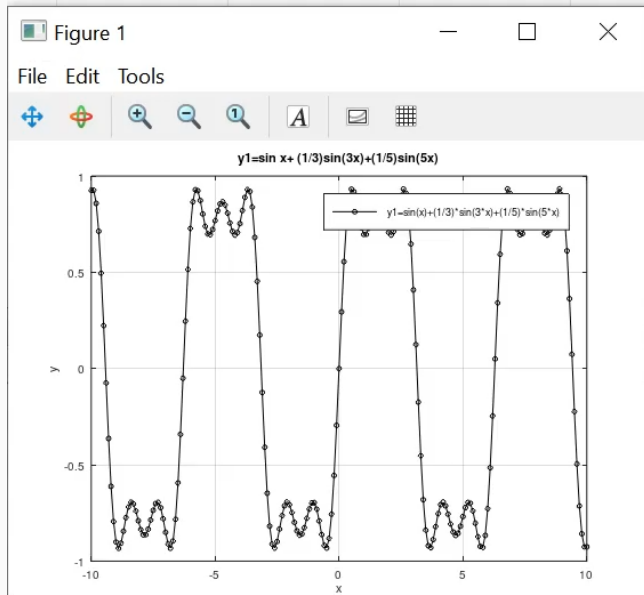 Figure 1
File Edit Tools
A
y1=sin x+ (1/3)sin(3x)+(1/5)sin(5x)
y1=sin(x)+(1/3)*sin(3*x)+(1/5)*sin(5*x)
1
0.5
0
-0.5
-1
y
-10 -5 0 5 10
x